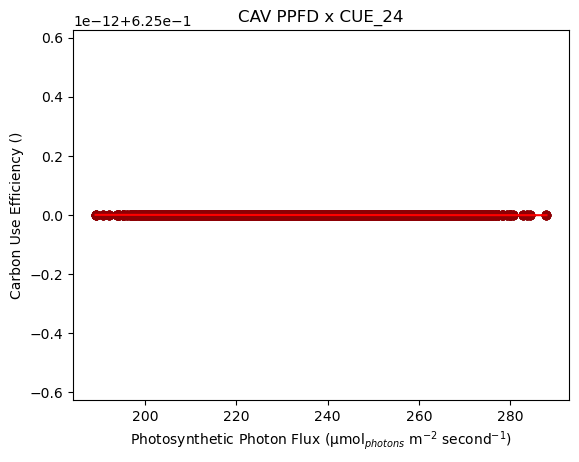 CAV PPFD x CUE_24
1e−12+6.25e−1
0.6
0.4
0.2
0.0
−0.2
−0.4
−0.6
Carbon Use Efficiency ()
200 220 240 260 280
Photosynthetic Photon Flux (μmol$_{photons}$ m$^{−2}$ second$^{−1}$)